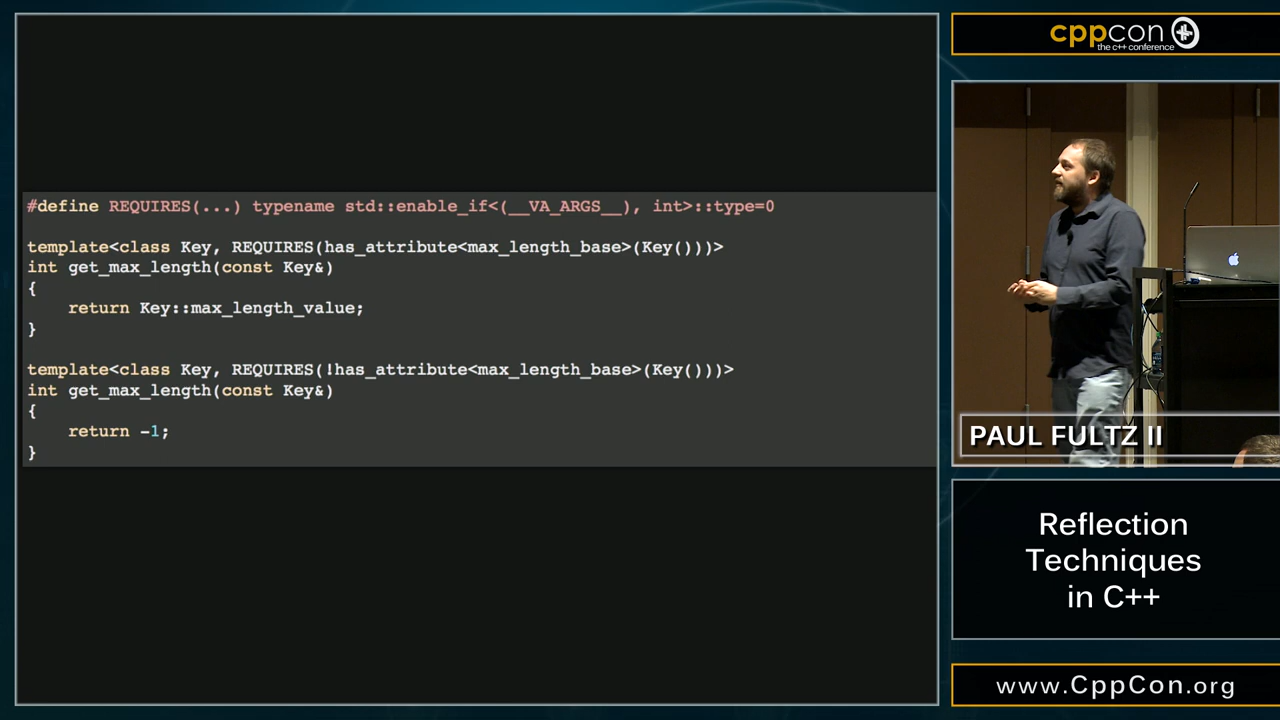 #define REQUIRES(...) typename std::enable_if<(__VA_ARGS__), int>::type=0
template<class Key, REQUIRES(has_attribute<max_length_base>(Key()))>
int get_max_length(const Key&)
{
    return Key::max_length_value;
}
template<class Key, REQUIRES(!has_attribute<max_length_base>(Key()))>
int get_max_length(const Key&)
{
    return -1;
}
cppcon
the c++ conference
PAUL FULTZ II
Reflection
Techniques
in C++
www.CppCon.org